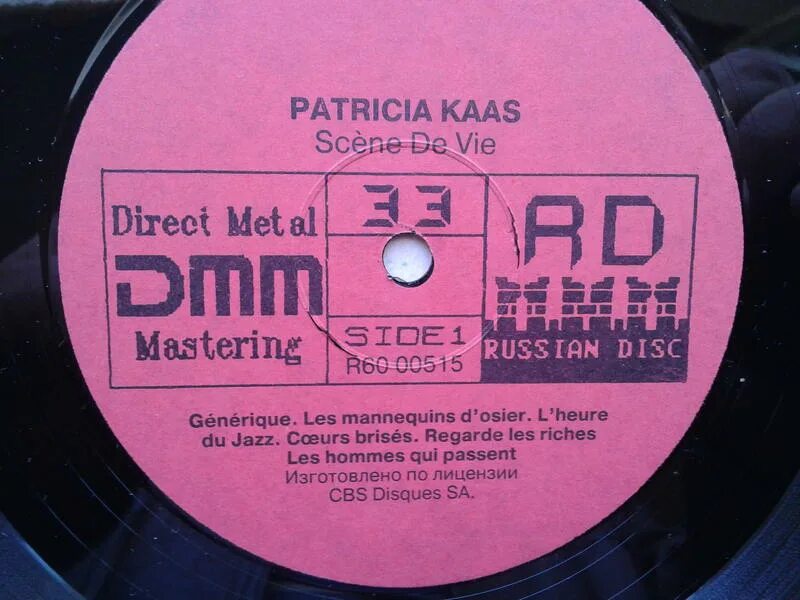 PATRICIA KAAS
Scène De Vie
Direct Metal
DMM
Mastering
33
SIDE 1
R60 00515
RD
RUSSIAN DISC
Générique. Les mannequins d'osier. L'heure
du Jazz. Cœurs brisés. Regarde les riches
Les hommes qui passent
Изготовлено по лицензии
CBS Disques SA.